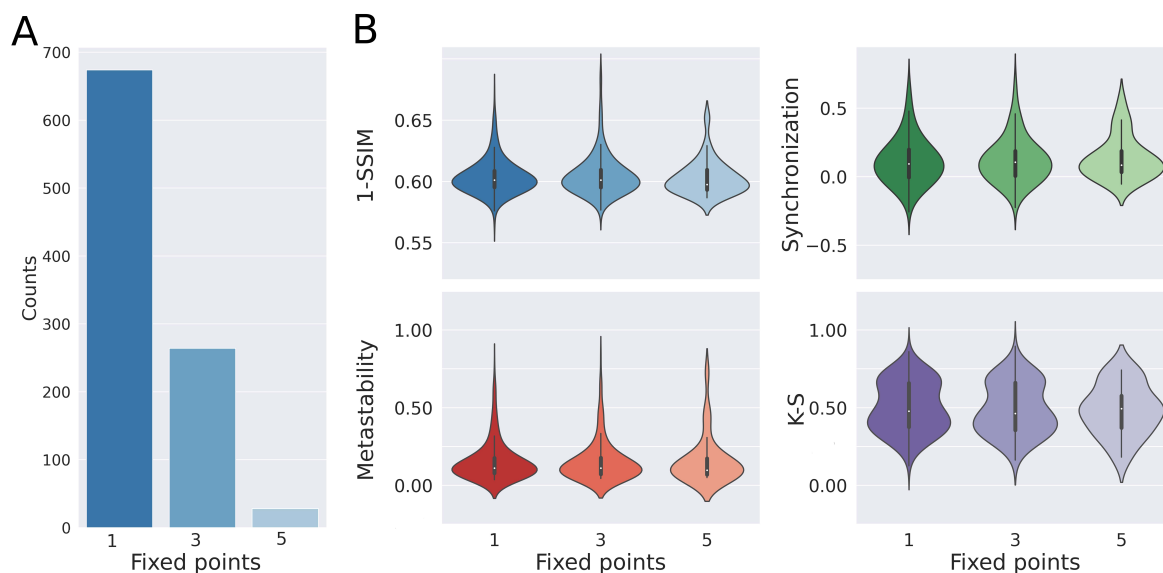 A
700
600
500
400
300
200
100
0
Counts
1 3 5
Fixed points
B
0.65
0.60
0.55
1-SSIM
0.5
0.0
−0.5
Synchronization
1.00
0.50
0.00
Metastability
1 3 5
Fixed points
1.00
0.50
0.00
K-S
1 3 5
Fixed points